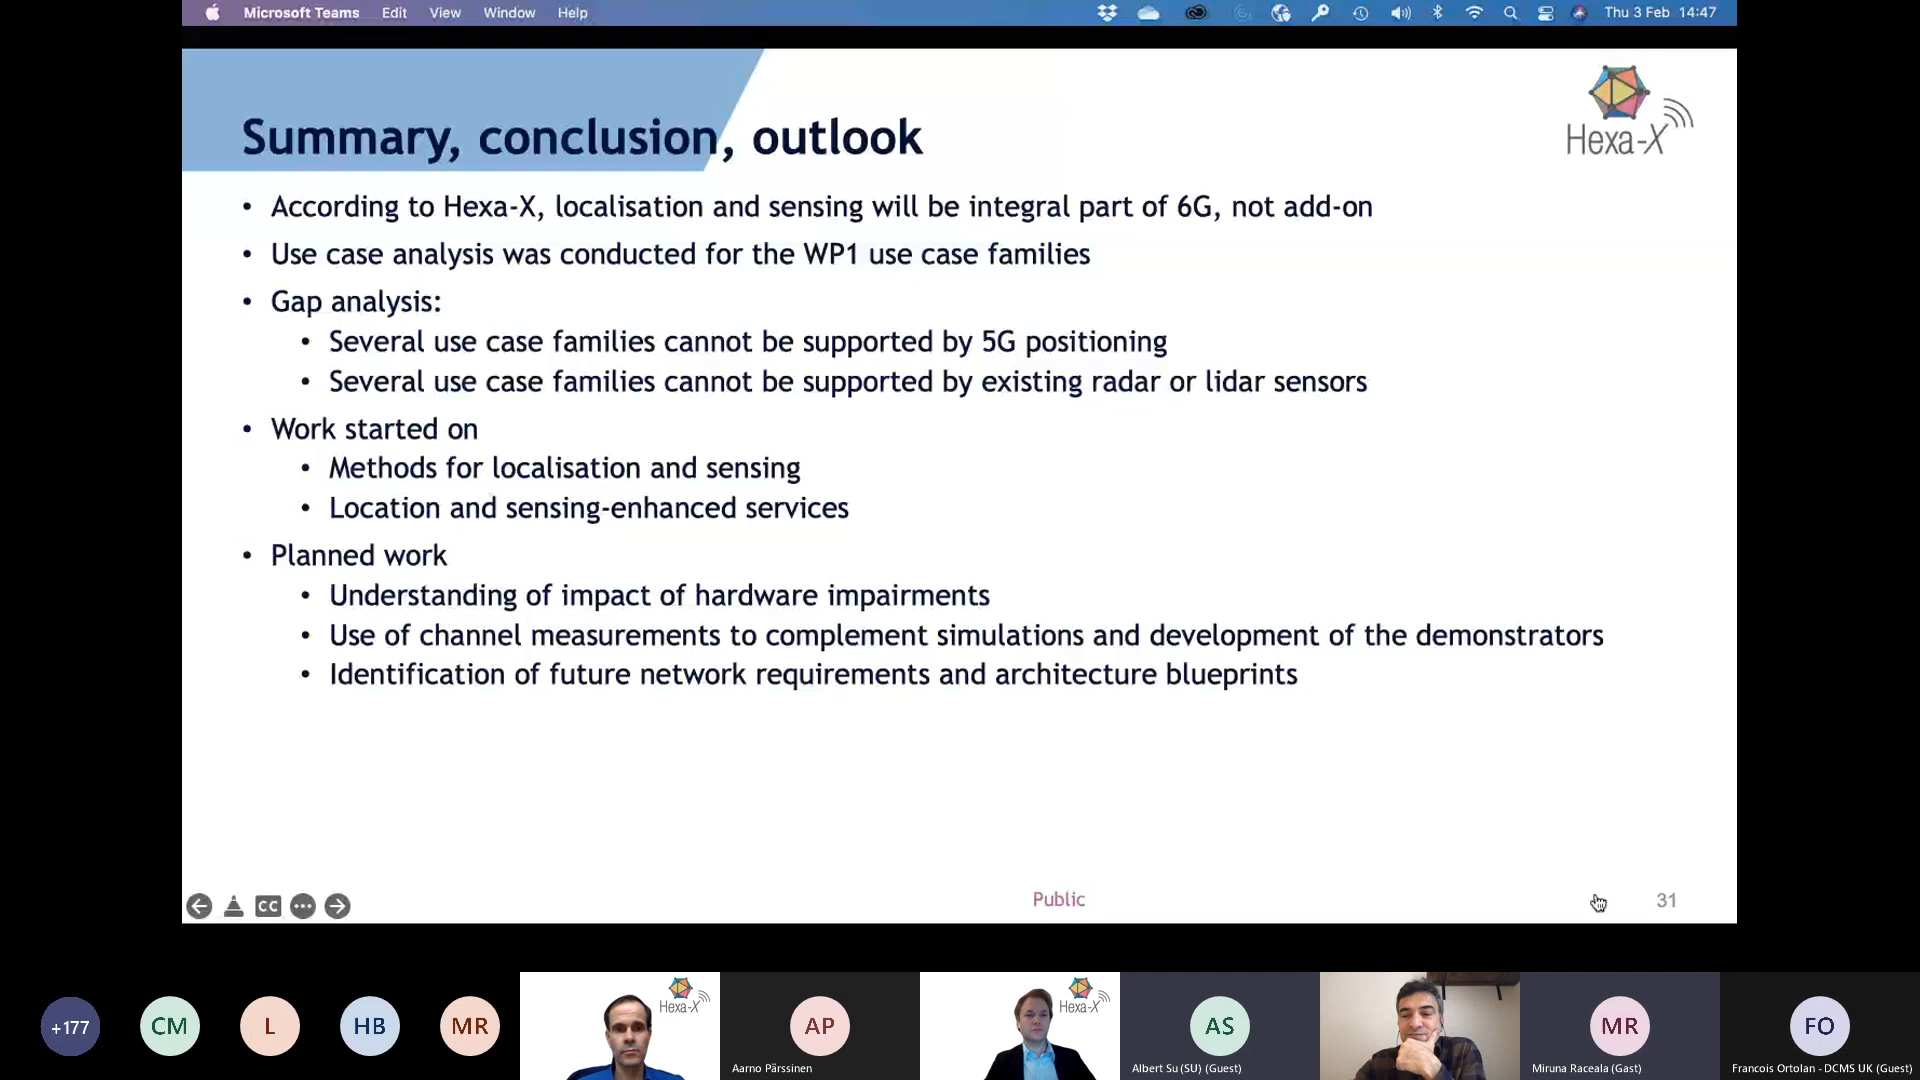 Microsoft Teams Edit View Window Help Thu 3 Feb 14:47
Hexa-X
Summary, conclusion, outlook
• According to Hexa-X, localisation and sensing will be integral part of 6G, not add-on
• Use case analysis was conducted for the WP1 use case families
• Gap analysis:
• Several use case families cannot be supported by 5G positioning
• Several use case families cannot be supported by existing radar or lidar sensors
• Work started on
• Methods for localisation and sensing
• Location and sensing-enhanced services
• Planned work
• Understanding of impact of hardware impairments
• Use of channel measurements to complement simulations and development of the demonstrators
• Identification of future network requirements and architecture blueprints
CC
Public
31
+177
CM
L
HB
MR
Hexa-X
AP
Aarno Pärssinen
Hexa-X
AS
Albert Su (SU) (Guest)
MR
Miruna Raceala (Gast)
FO
Francois Ortolan - DCMS UK (Guest)